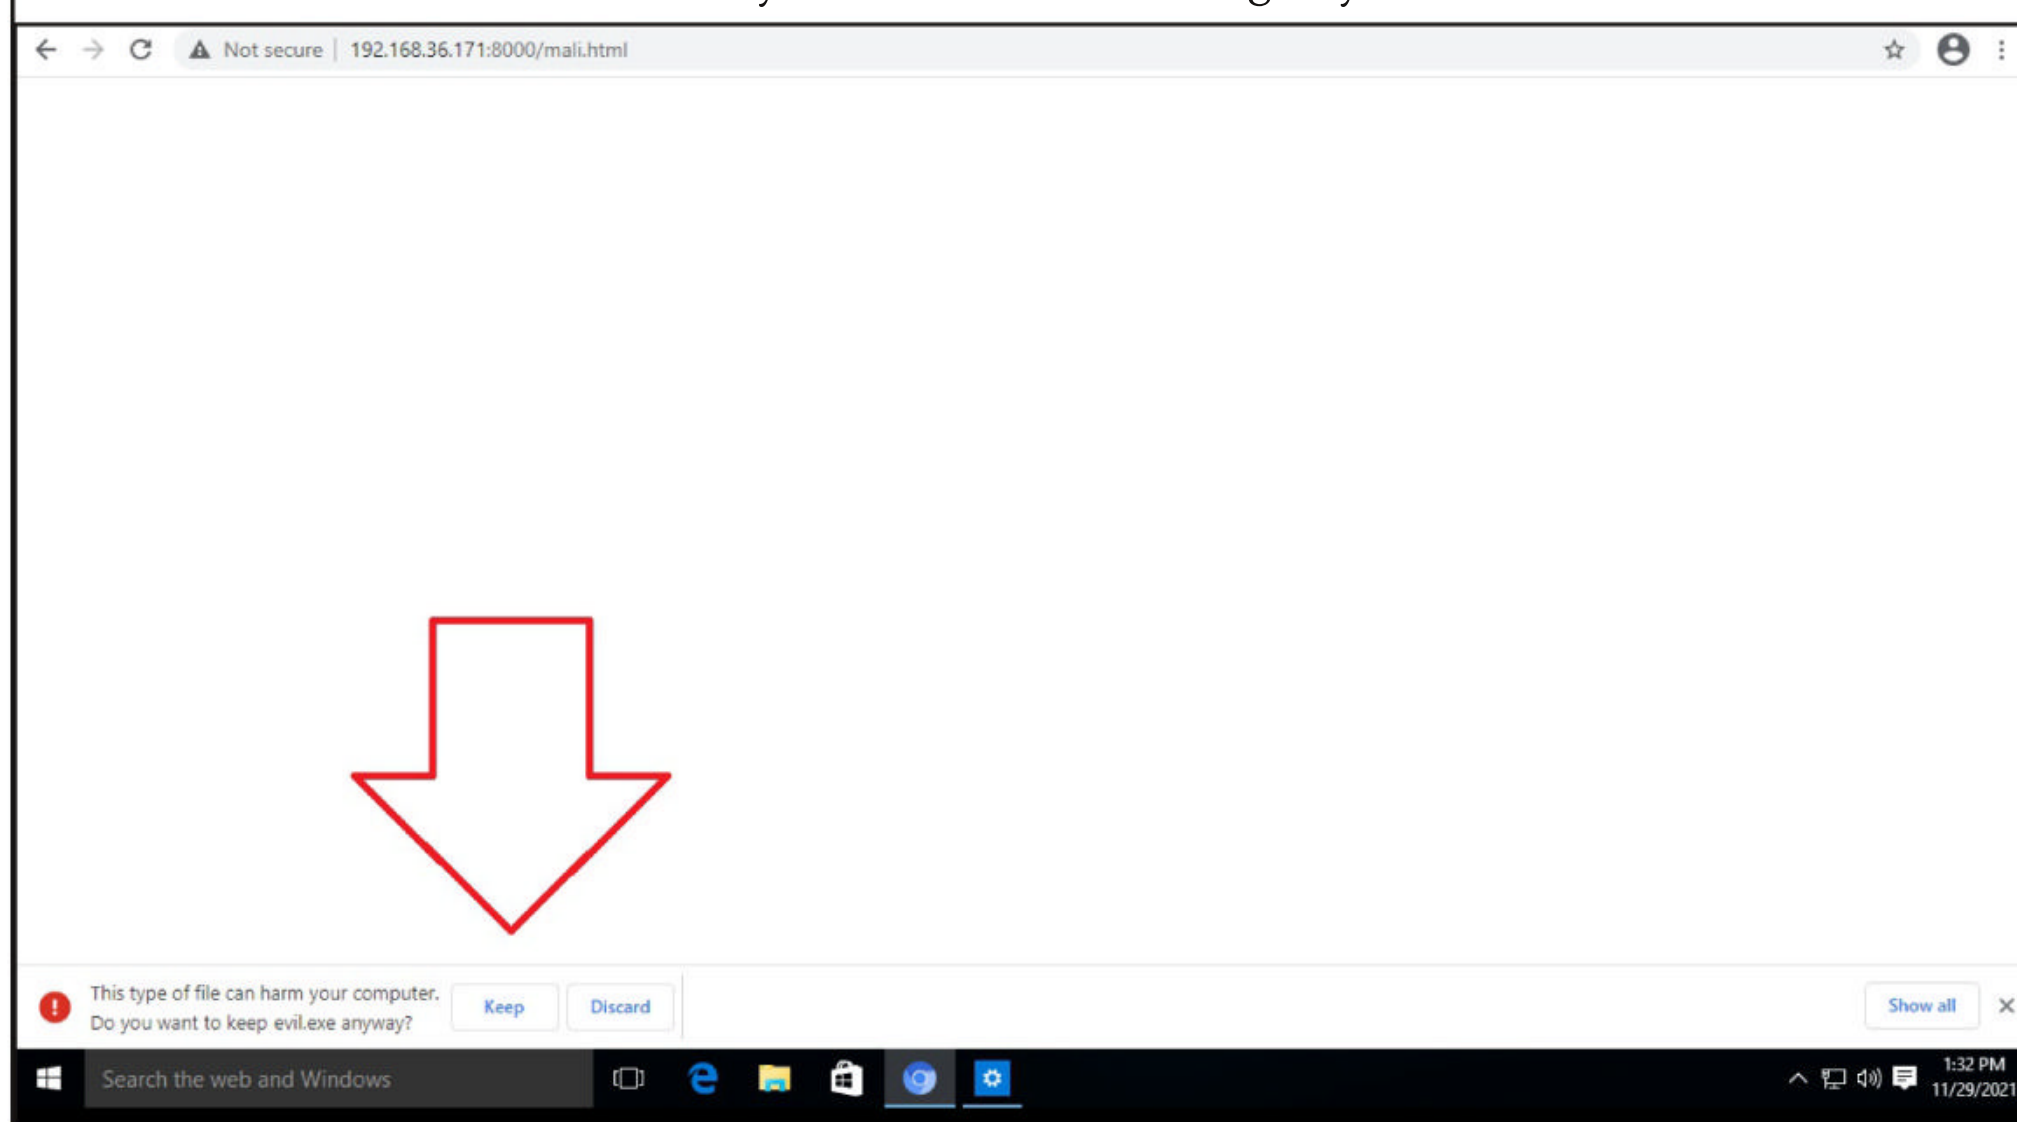 Not secure | 192.168.36.171:8000/mali.html
This type of file can harm your computer.
Do you want to keep evil.exe anyway?
Keep
Discard
Show all
Search the web and Windows
1:32 PM
11/29/2021